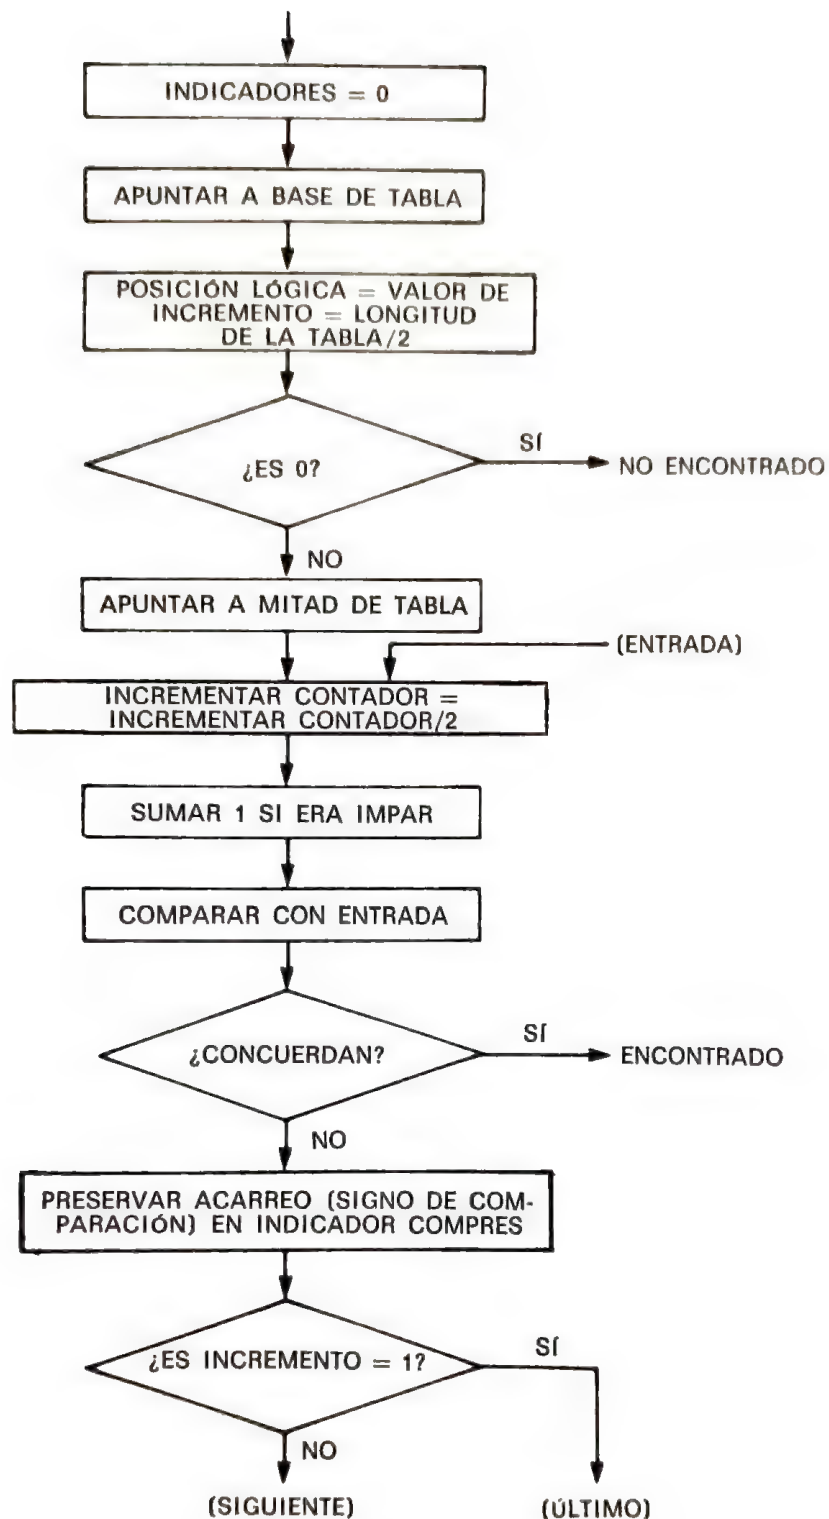 INDICADORES = 0
APUNTAR A BASE DE TABLA
POSICIÓN LÓGICA = VALOR DE
INCREMENTO = LONGITUD
DE LA TABLA/2
¿ES 0?
SÍ
NO ENCONTRADO
NO
APUNTAR A MITAD DE TABLA
(ENTRADA)
INCREMENTAR CONTADOR =
INCREMENTAR CONTADOR/2
SUMAR 1 SI ERA IMPAR
COMPARAR CON ENTRADA
¿CONCUERDAN?
SÍ
ENCONTRADO
NO
PRESERVAR ACARREO (SIGNO DE COM-
PARACIÓN) EN INDICADOR COMPRES
¿ES INCREMENTO = 1?
SÍ
NO
(SIGUIENTE)
(ÚLTIMO)